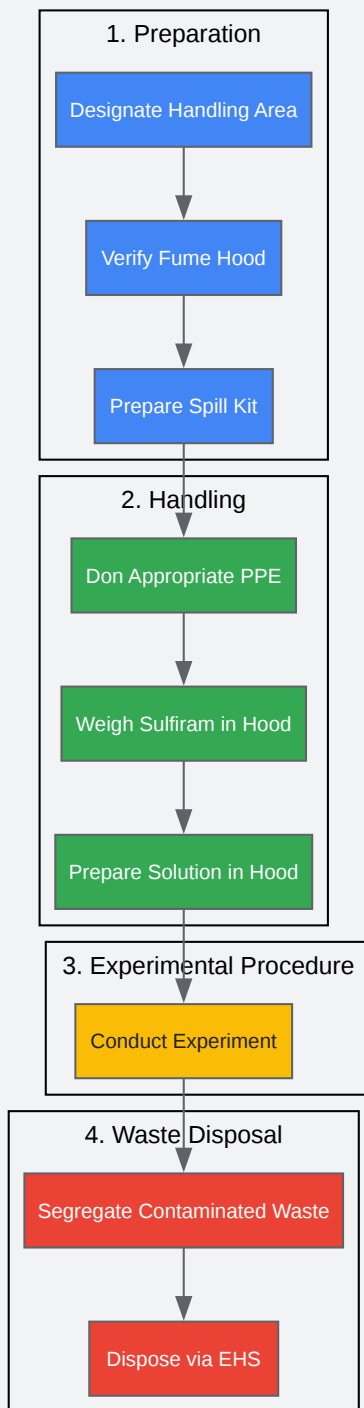 1. Preparation
Designate Handling Area
Verify Fume Hood
Prepare Spill Kit
2. Handling
Don Appropriate PPE
Weigh Sulfiram in Hood
Prepare Solution in Hood
3. Experimental Procedure
Conduct Experiment
4. Waste Disposal
Segregate Contaminated Waste
Dispose via EHS